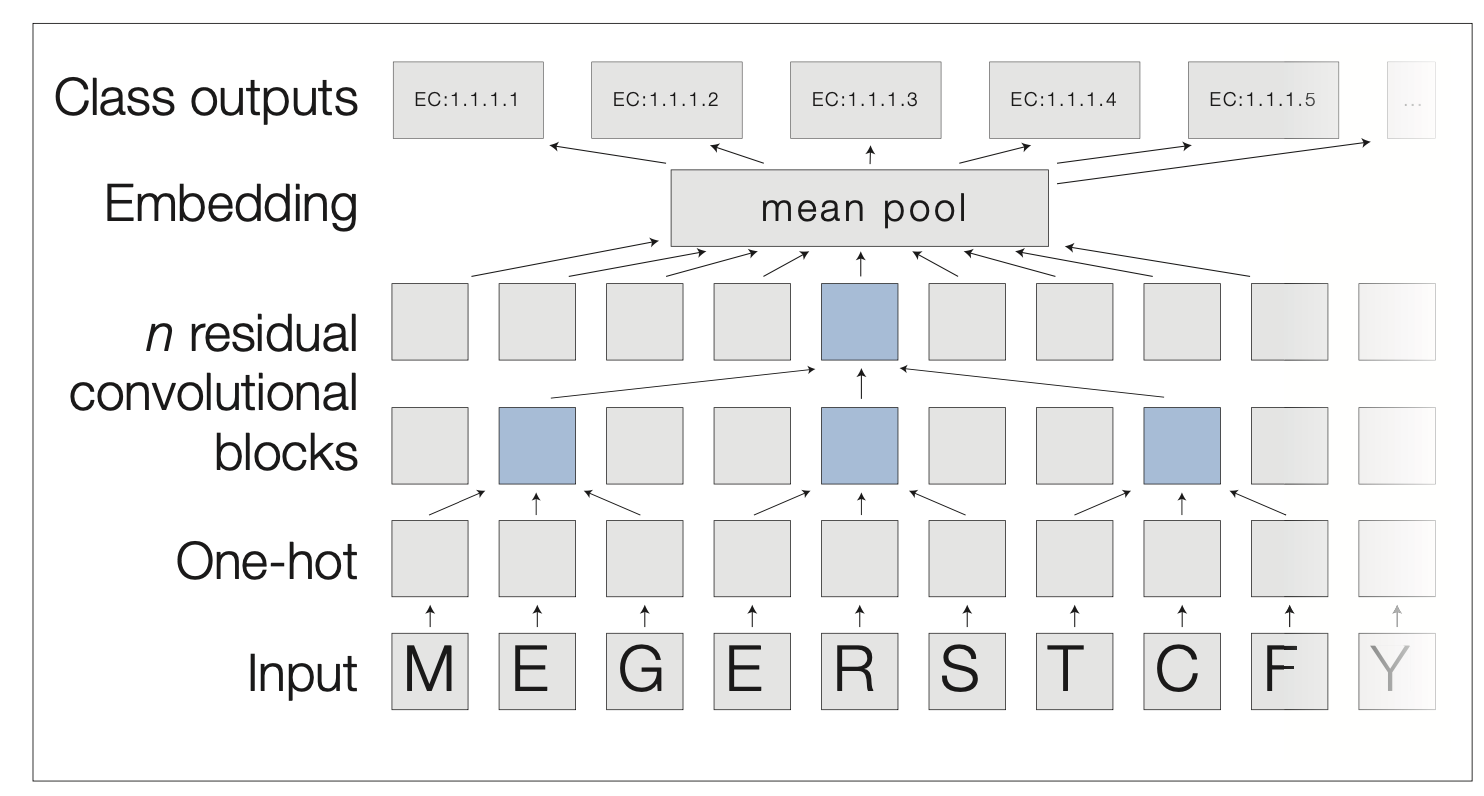 Class outputs
EC:1.1.1.1 EC:1.1.1.2 EC:1.1.1.3 EC:1.1.1.4 EC:1.1.1.5 ...
Embedding
mean pool
n residual
convolutional
blocks
One-hot
Input
M E G E R S T C F Y